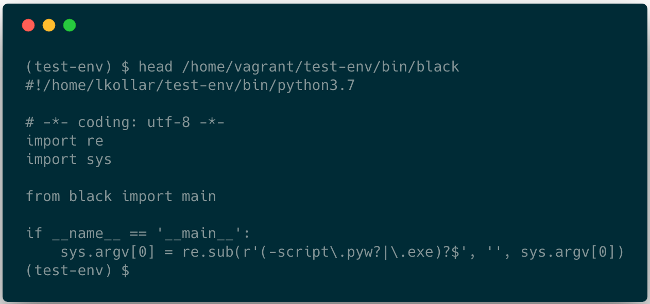 (test-env) $ head /home/vagrant/test-env/bin/black
#!/home/lkollar/test-env/bin/python3.7
# -*- coding: utf-8 -*-
import re
import sys
from black import main
if __name__ == '__main__':
    sys.argv[0] = re.sub(r'(-script\.pyw?|\.exe)?$', '', sys.argv[0])
(test-env) $